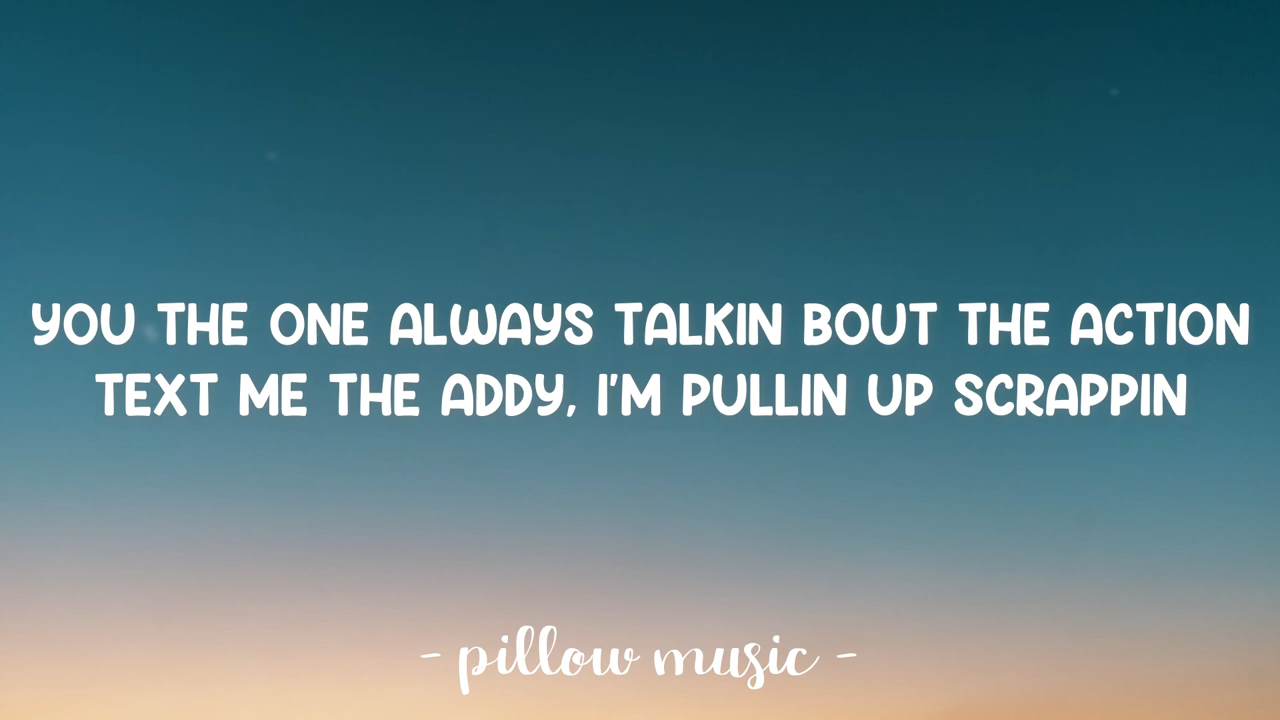 YOU THE ONE ALWAYS TALKIN BOUT THE ACTION
TEXT ME THE ADDY, I'M PULLIN UP SCRAPPIN
- pillow music -